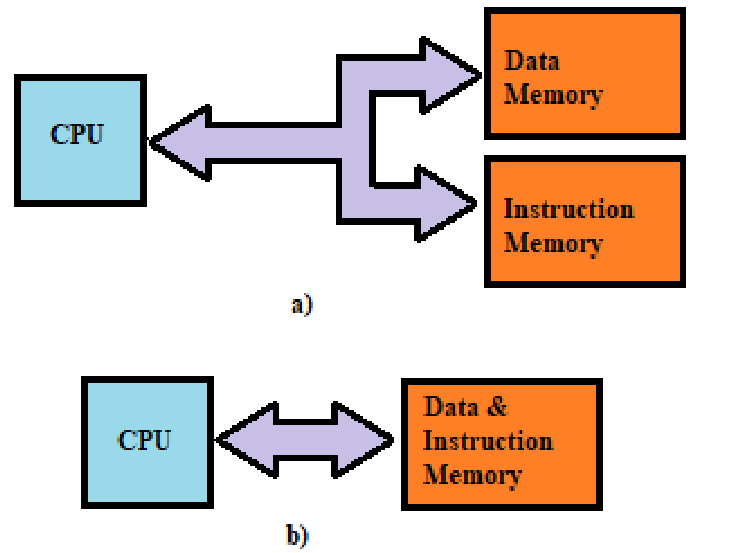 CPU
Data
Memory
Instruction
Memory
a)
CPU
Data &
Instruction
Memory
b)